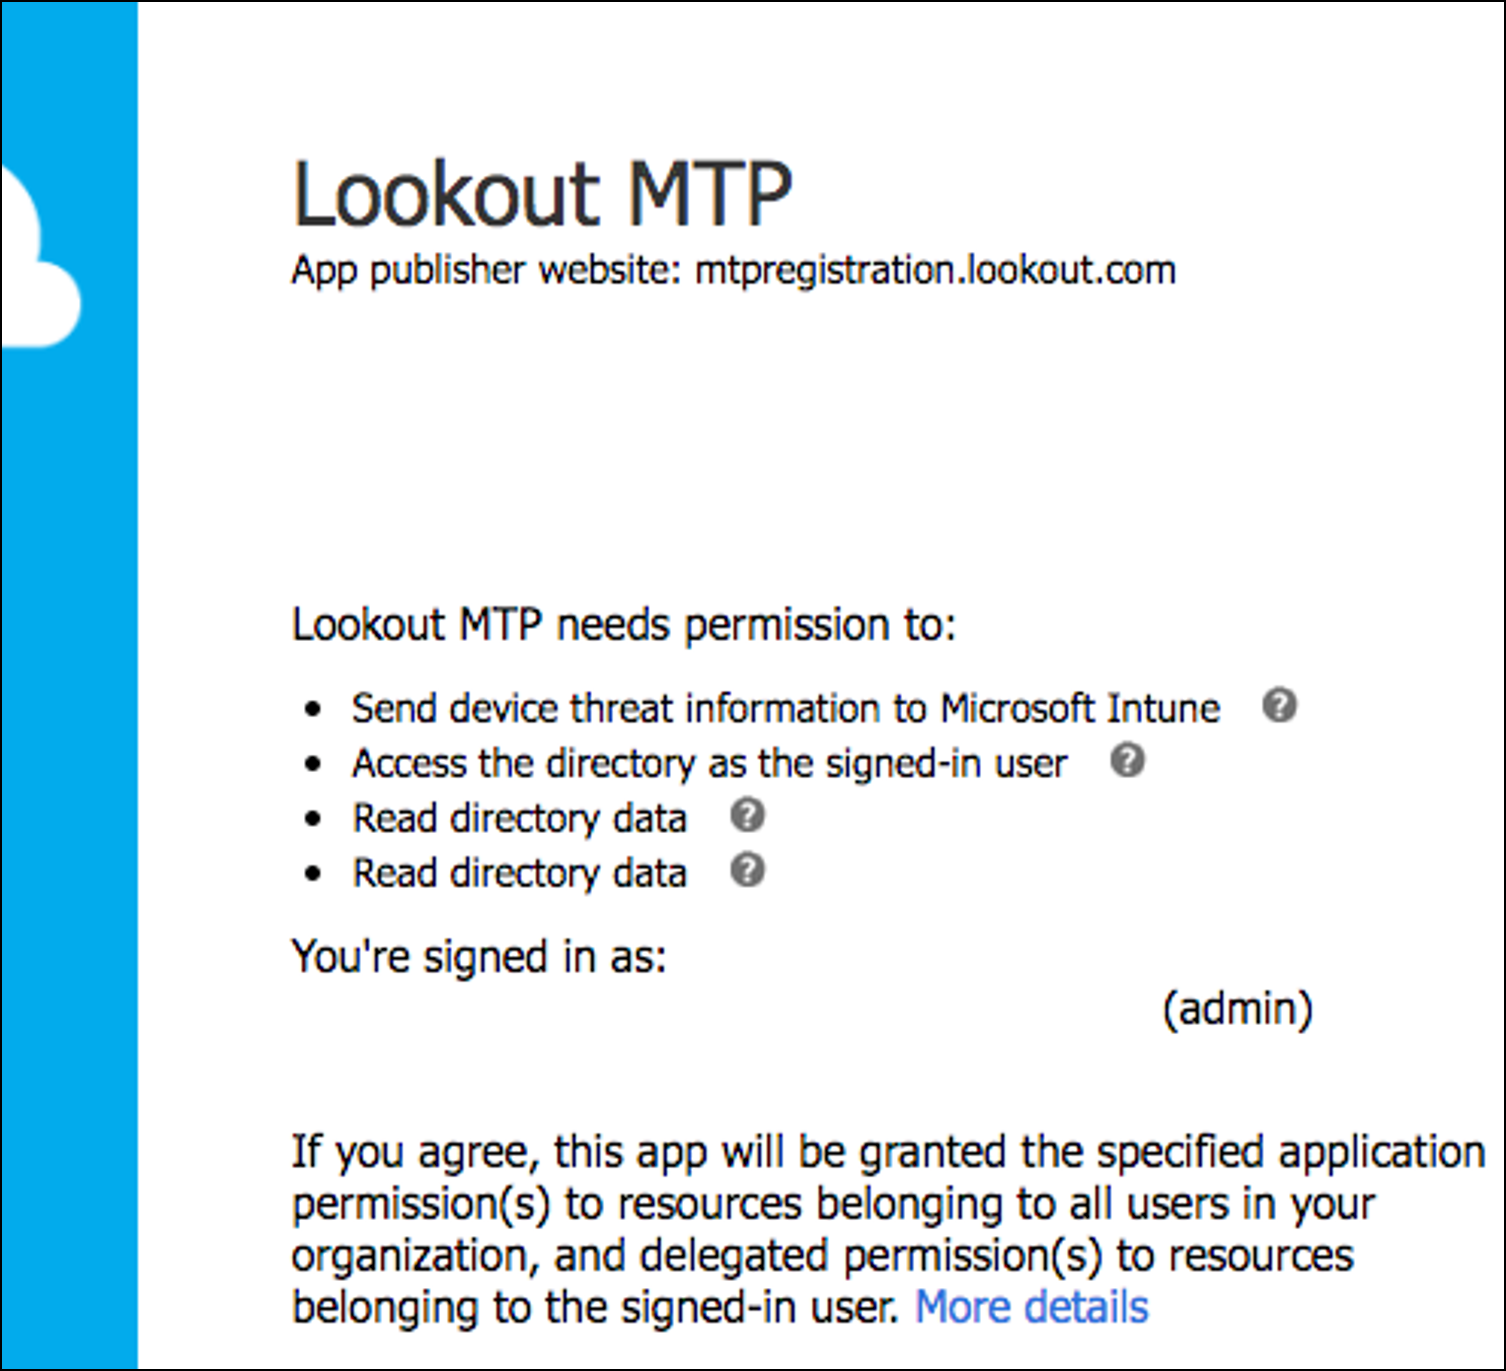 Lookout MTP
App publisher website: mtpregistration.lookout.com
Lookout MTP needs permission to:
• Send device threat information to Microsoft Intune ?
• Access the directory as the signed-in user ?
• Read directory data ?
• Read directory data ?
You're signed in as:
(admin)
If you agree, this app will be granted the specified application
permission(s) to resources belonging to all users in your
organization, and delegated permission(s) to resources
belonging to the signed-in user. More details